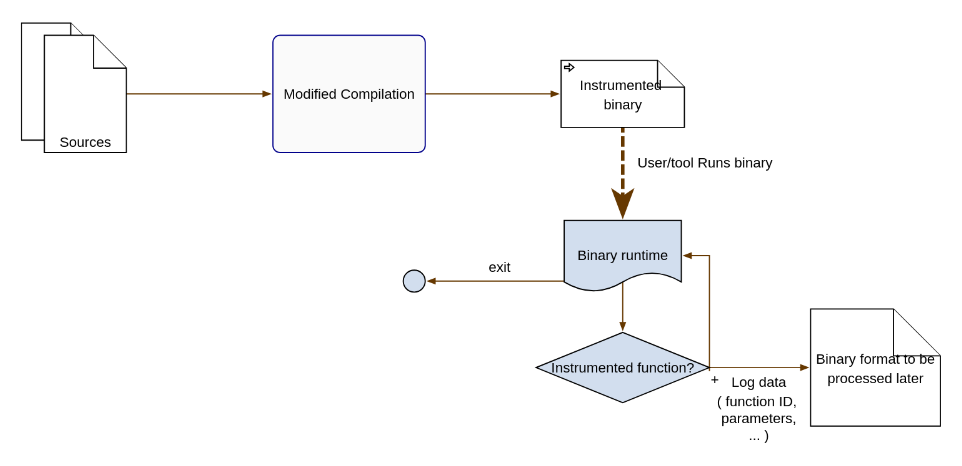 Sources
Modified Compilation
Instrumented
binary
User/tool Runs binary
Binary runtime
exit
Instrumented function?
+
Log data
( function ID,
parameters,
... )
Binary format to be
processed later